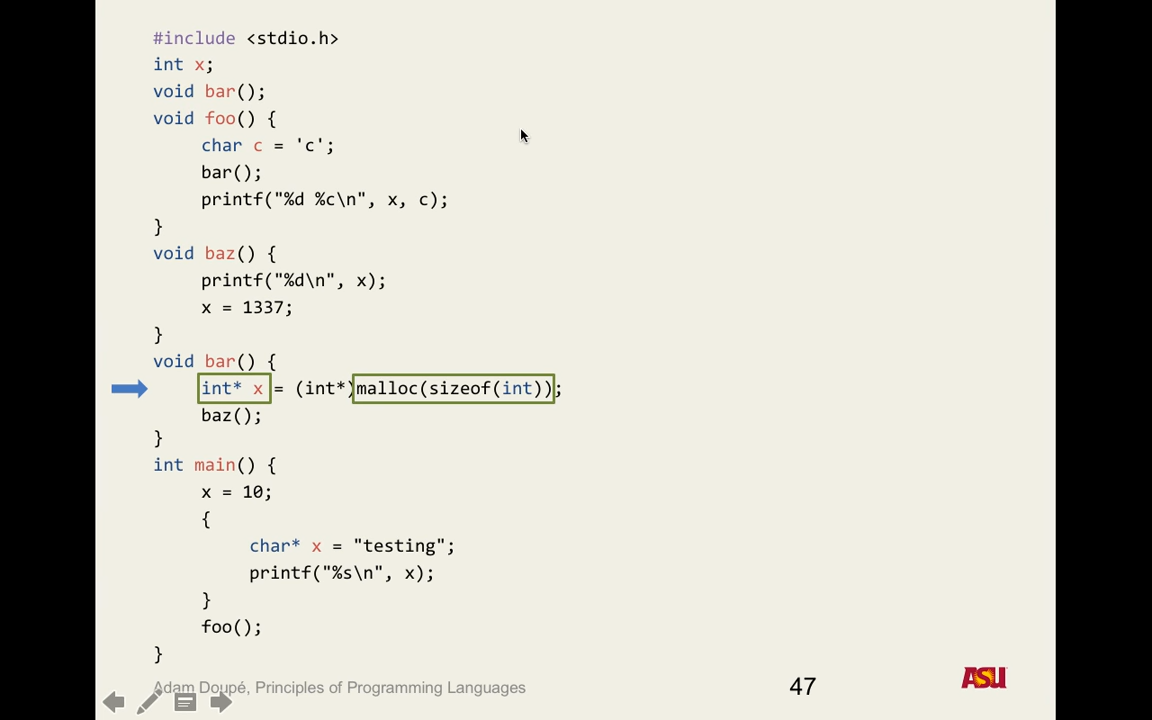 #include <stdio.h>
int x;
void bar();
void foo() {
char c = 'c';
bar();
printf("%d %c\n", x, c);
}
void baz() {
printf("%d\n", x);
x = 1337;
}
void bar() {
int* x = (int*)malloc(sizeof(int));
baz();
}
int main() {
x = 10;
{
char* x = "testing";
printf("%s\n", x);
}
foo();
}
Adam Doupé, Principles of Programming Languages
47
ASU